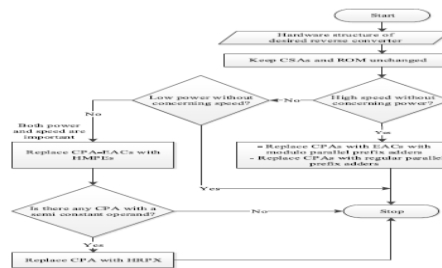 Start
Hardware structure of
desired reverse converter
Keep CSAs and ROM unchanged
Low power without
concerning speed?
No
High speed without
concerning power?
No
Both power
and speed are
important
Yes
Replace CPA-EACs with
HMPEs
= Replace CPAs with EACs with
modulo parallel prefix adders
- Replace CPAs with regular parallel
prefix adders
Yes
Is there any CPA with a
semi constant operand?
No
Stop
Yes
Replace CPA with HRPX